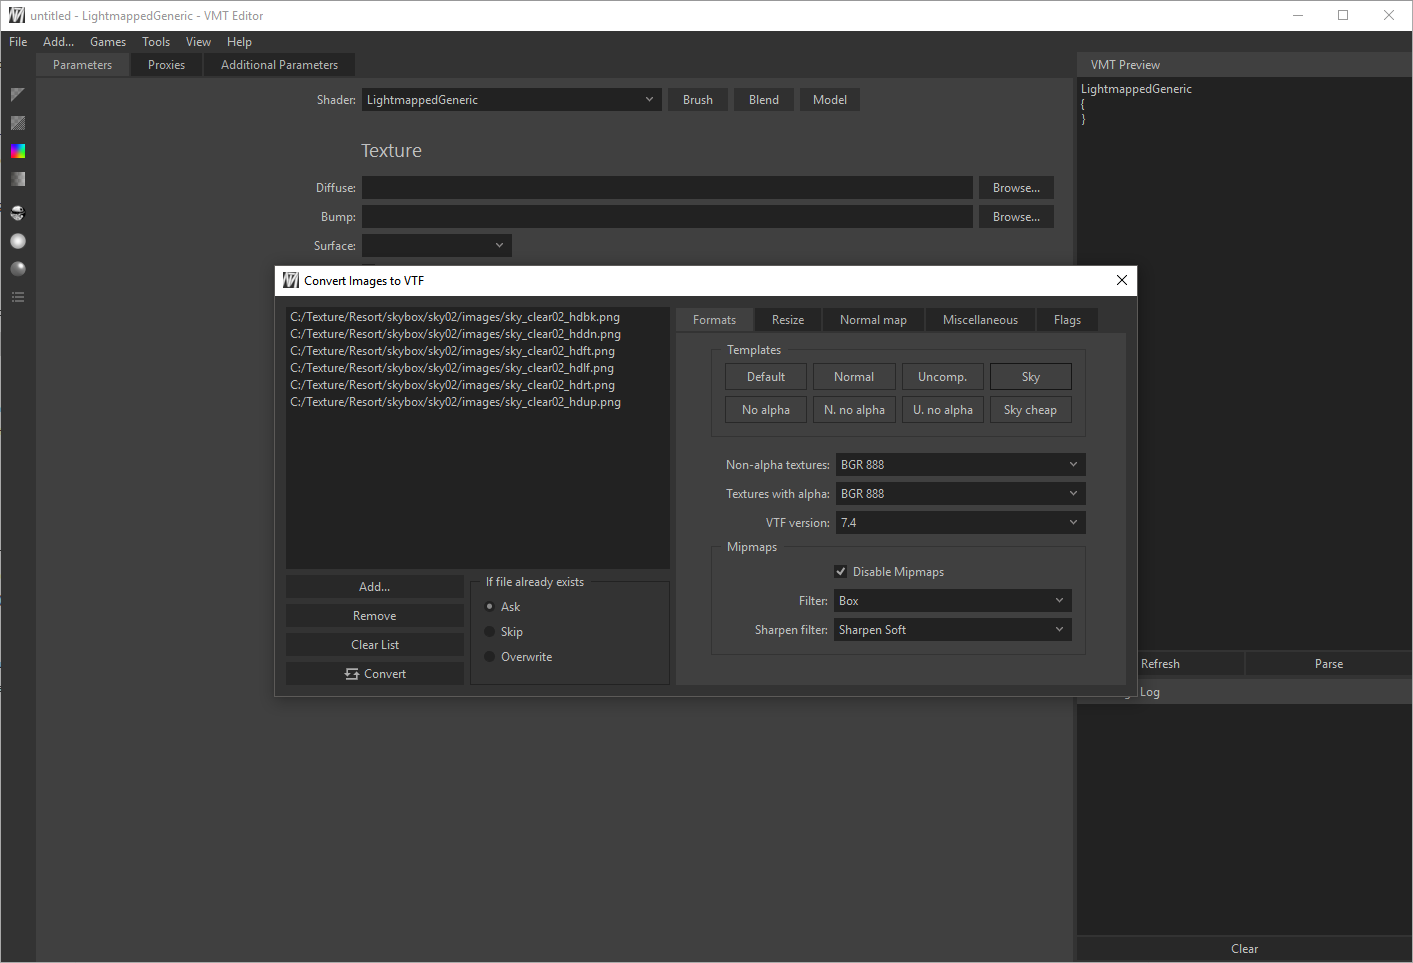 untitled - LightmappedGeneric - VMT Editor
File Add... Games Tools View Help
Parameters Proxies Additional Parameters
VMT Preview
Shader: LightmappedGeneric Brush Blend Model
LightmappedGeneric
{
}
Texture
Diffuse: Browse...
Bump: Browse...
Surface:
Convert Images to VTF
C:/Texture/Resort/skybox/sky02/images/sky_clear02_hdbk.png
C:/Texture/Resort/skybox/sky02/images/sky_clear02_hddn.png
C:/Texture/Resort/skybox/sky02/images/sky_clear02_hdft.png
C:/Texture/Resort/skybox/sky02/images/sky_clear02_hdlf.png
C:/Texture/Resort/skybox/sky02/images/sky_clear02_hdrt.png
C:/Texture/Resort/skybox/sky02/images/sky_clear02_hdup.png
Add...
Remove
Clear List
Convert
If file already exists
Ask
Skip
Overwrite
Formats Resize Normal map Miscellaneous Flags
Templates
Default Normal Uncomp. Sky
No alpha N. no alpha U. no alpha Sky cheap
Non-alpha textures: BGR 888
Textures with alpha: BGR 888
VTF version: 7.4
Mipmaps
Disable Mipmaps
Filter: Box
Sharpen filter: Sharpen Soft
Refresh Parse
Log
Clear